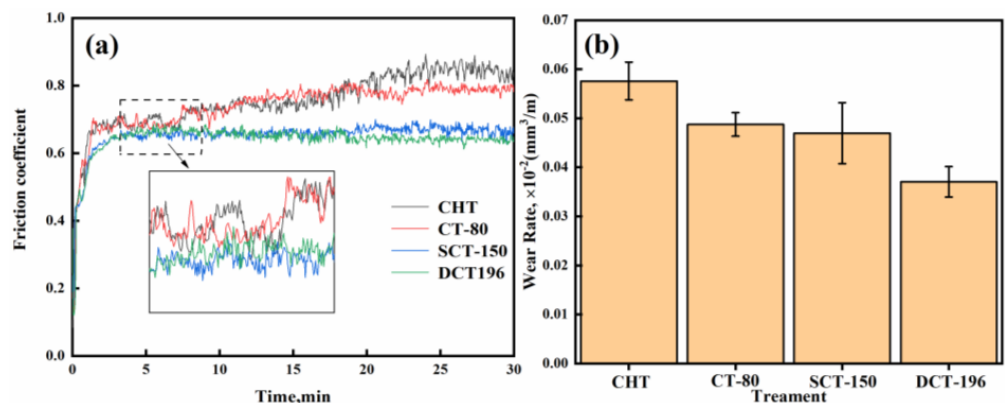 (a)
Friction coefficient
1.0
0.8
0.6
0.4
0.2
0.0
CHT
CT-80
SCT-150
DCT196
0 5 10 15 20 25 30
Time,min
(b)
Wear Rate, ×10⁻²(mm³/m)
0.07
0.06
0.05
0.04
0.03
0.02
0.01
0.00
CHT CT-80 SCT-150 DCT-196
Treament